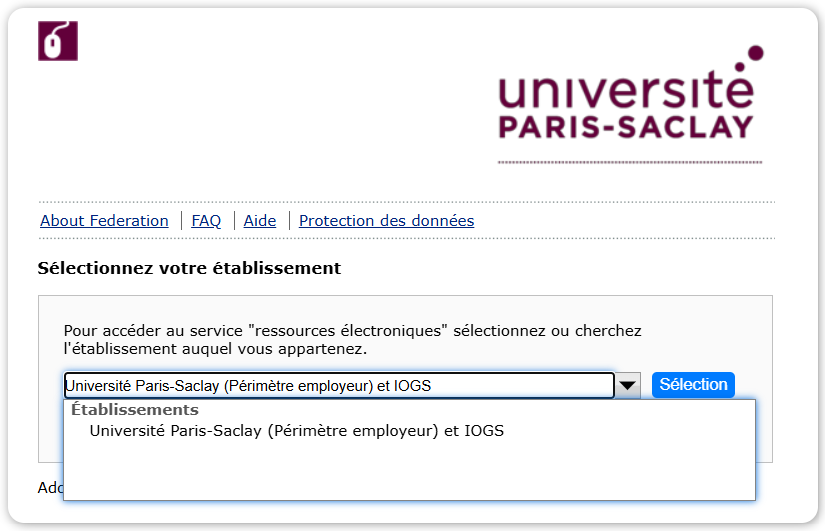 université
PARIS-SACLAY
About Federation
FAQ
Aide
Protection des données
Sélectionnez votre établissement
Pour accéder au service "ressources électroniques" sélectionnez ou cherchez
l'établissement auquel vous appartenez.
Université Paris-Saclay (Périmètre employeur) et IOGS
Sélection
Établissements
Université Paris-Saclay (Périmètre employeur) et IOGS